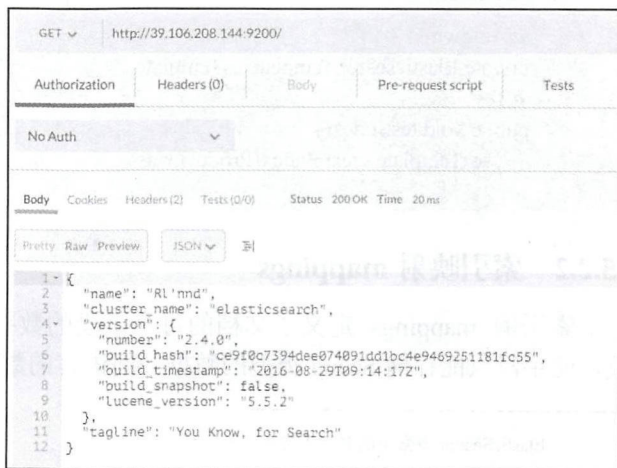 GET http://39.106.208.144:9200/
Authorization Headers (0) Body Pre-request script Tests
No Auth
Body Cookies Headers (2) Tests (0/0) Status 200 OK Time 20 ms
Pretty Raw Preview JSON
1 {
2 "name": "Rl'nnd",
3 "cluster_name": "elasticsearch",
4 "version": {
5 "number": "2.4.0",
6 "build_hash": "ce9f0c7394dee074091dd1bc4e9469251181fc55",
7 "build_timestamp": "2016-08-29T09:14:17Z",
8 "build_snapshot": false,
9 "lucene_version": "5.5.2"
10 },
11 "tagline": "You Know, for Search"
12 }